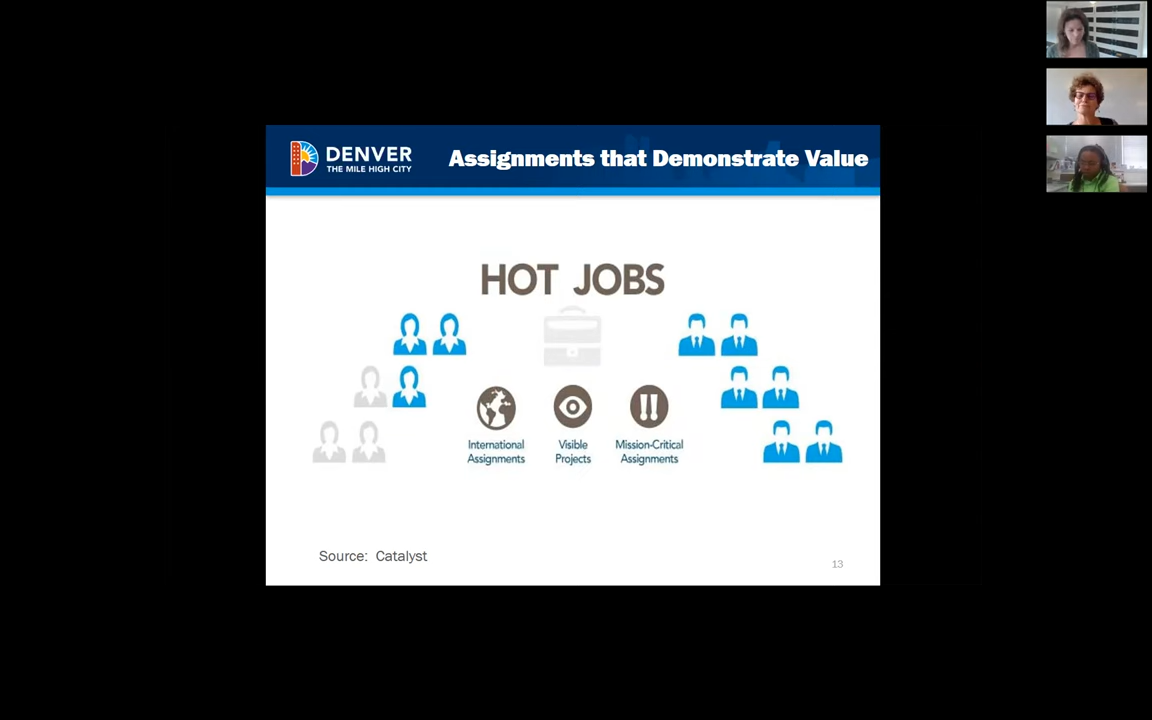 DENVER
THE MILE HIGH CITY
Assignments that Demonstrate Value
HOT JOBS
International
Assignments
Visible
Projects
Mission-Critical
Assignments
Source: Catalyst
13